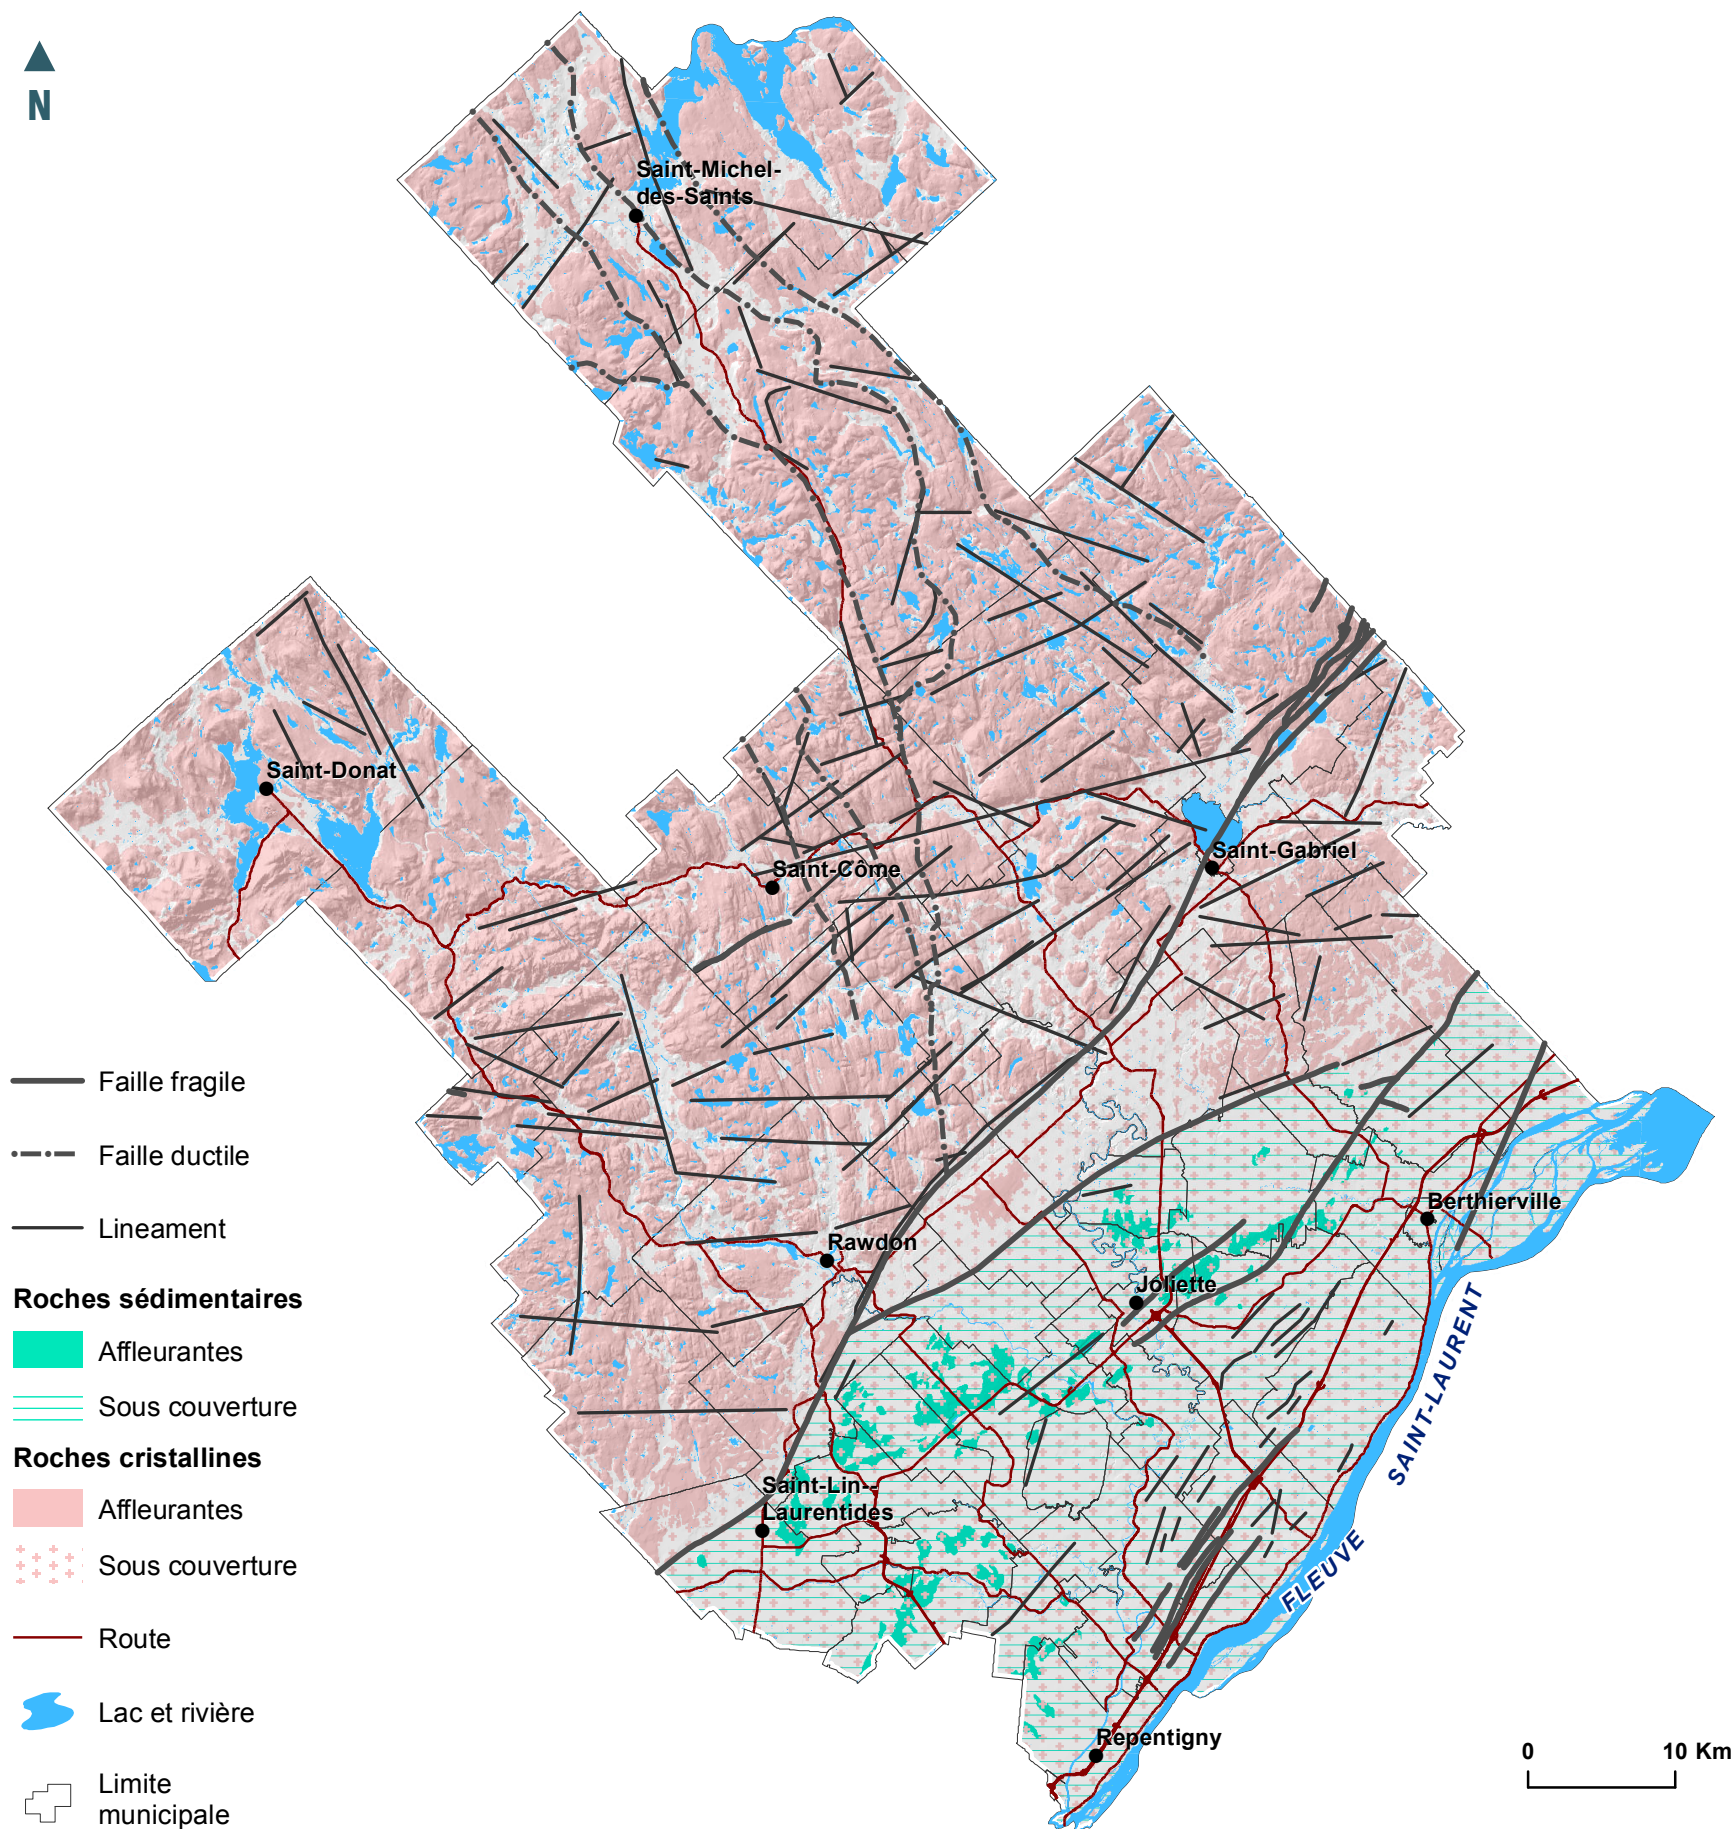 N
Saint-Michel-
des-Saints
Saint-Donat
Saint-Côme
Saint-Gabriel
Faille fragile
Faille ductile
Lineament
Berthierville
Rawdon
Joliette
Roches sédimentaires
Affleurantes
Sous couverture
Roches cristallines
Affleurantes
Sous couverture
Route
Lac et rivière
Limite
municipale
Saint-Lin--
Laurentides
FLEUVE SAINT-LAURENT
Repentigny
0 10 Km